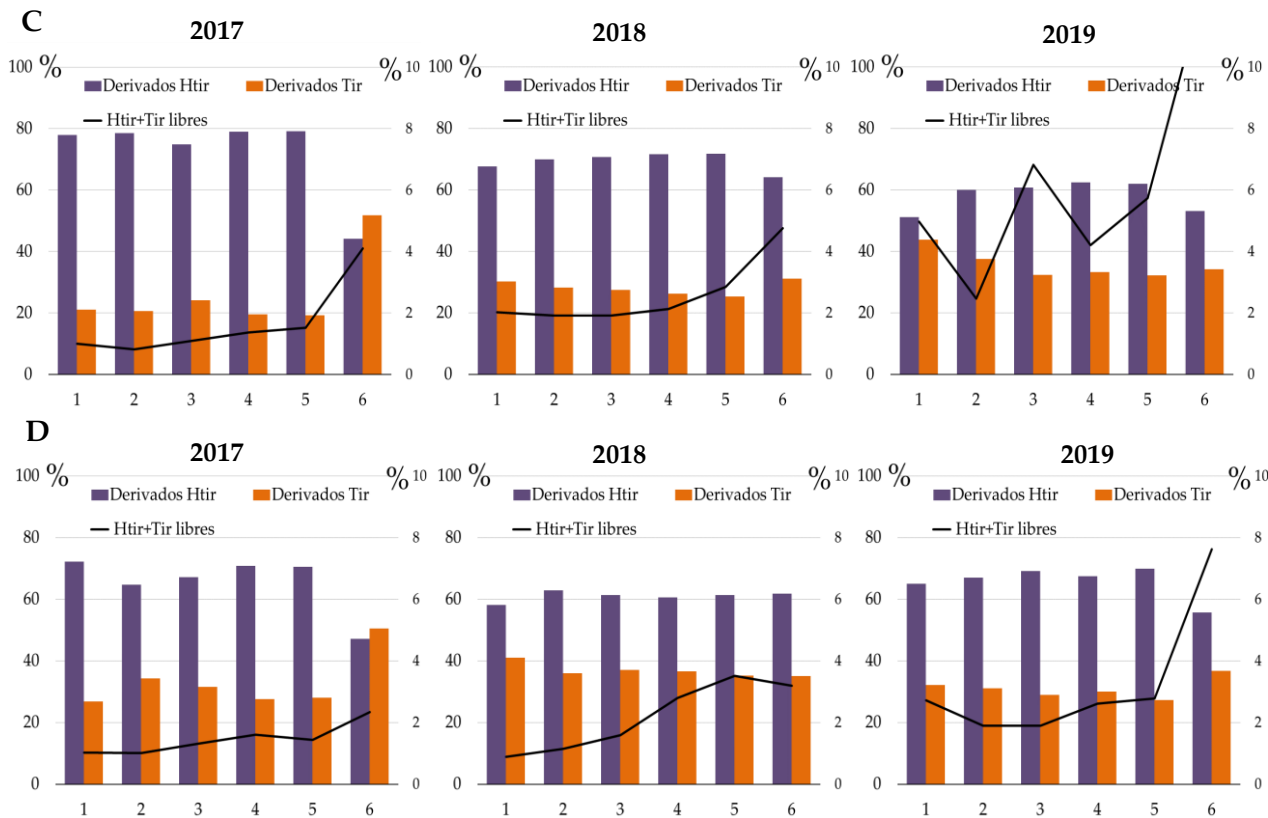 C
2017
2018
2019
100 % % 10 100 % % 10 100 % % 10
Derivados Htir Derivados Tir Derivados Htir Derivados Tir Derivados Htir Derivados Tir
Htir+Tir libres Htir+Tir libres Htir+Tir libres
80 8 80 8 80 8
60 6 60 6 60 6
40 4 40 4 40 4
20 2 20 2 20 2
0 0 0 0 0 0
1 2 3 4 5 6 1 2 3 4 5 6 1 2 3 4 5 6
D
2017
2018
2019
100 % % 10 100 % % 10 100 % % 10
Derivados Htir Derivados Tir Derivados Htir Derivados Tir Derivados Htir Derivados Tir
Htir+Tir libres Htir+Tir libres Htir+Tir libres
80 8 80 8 80 8
60 6 60 6 60 6
40 4 40 4 40 4
20 2 20 2 20 2
0 0 0 0 0 0
1 2 3 4 5 6 1 2 3 4 5 6 1 2 3 4 5 6